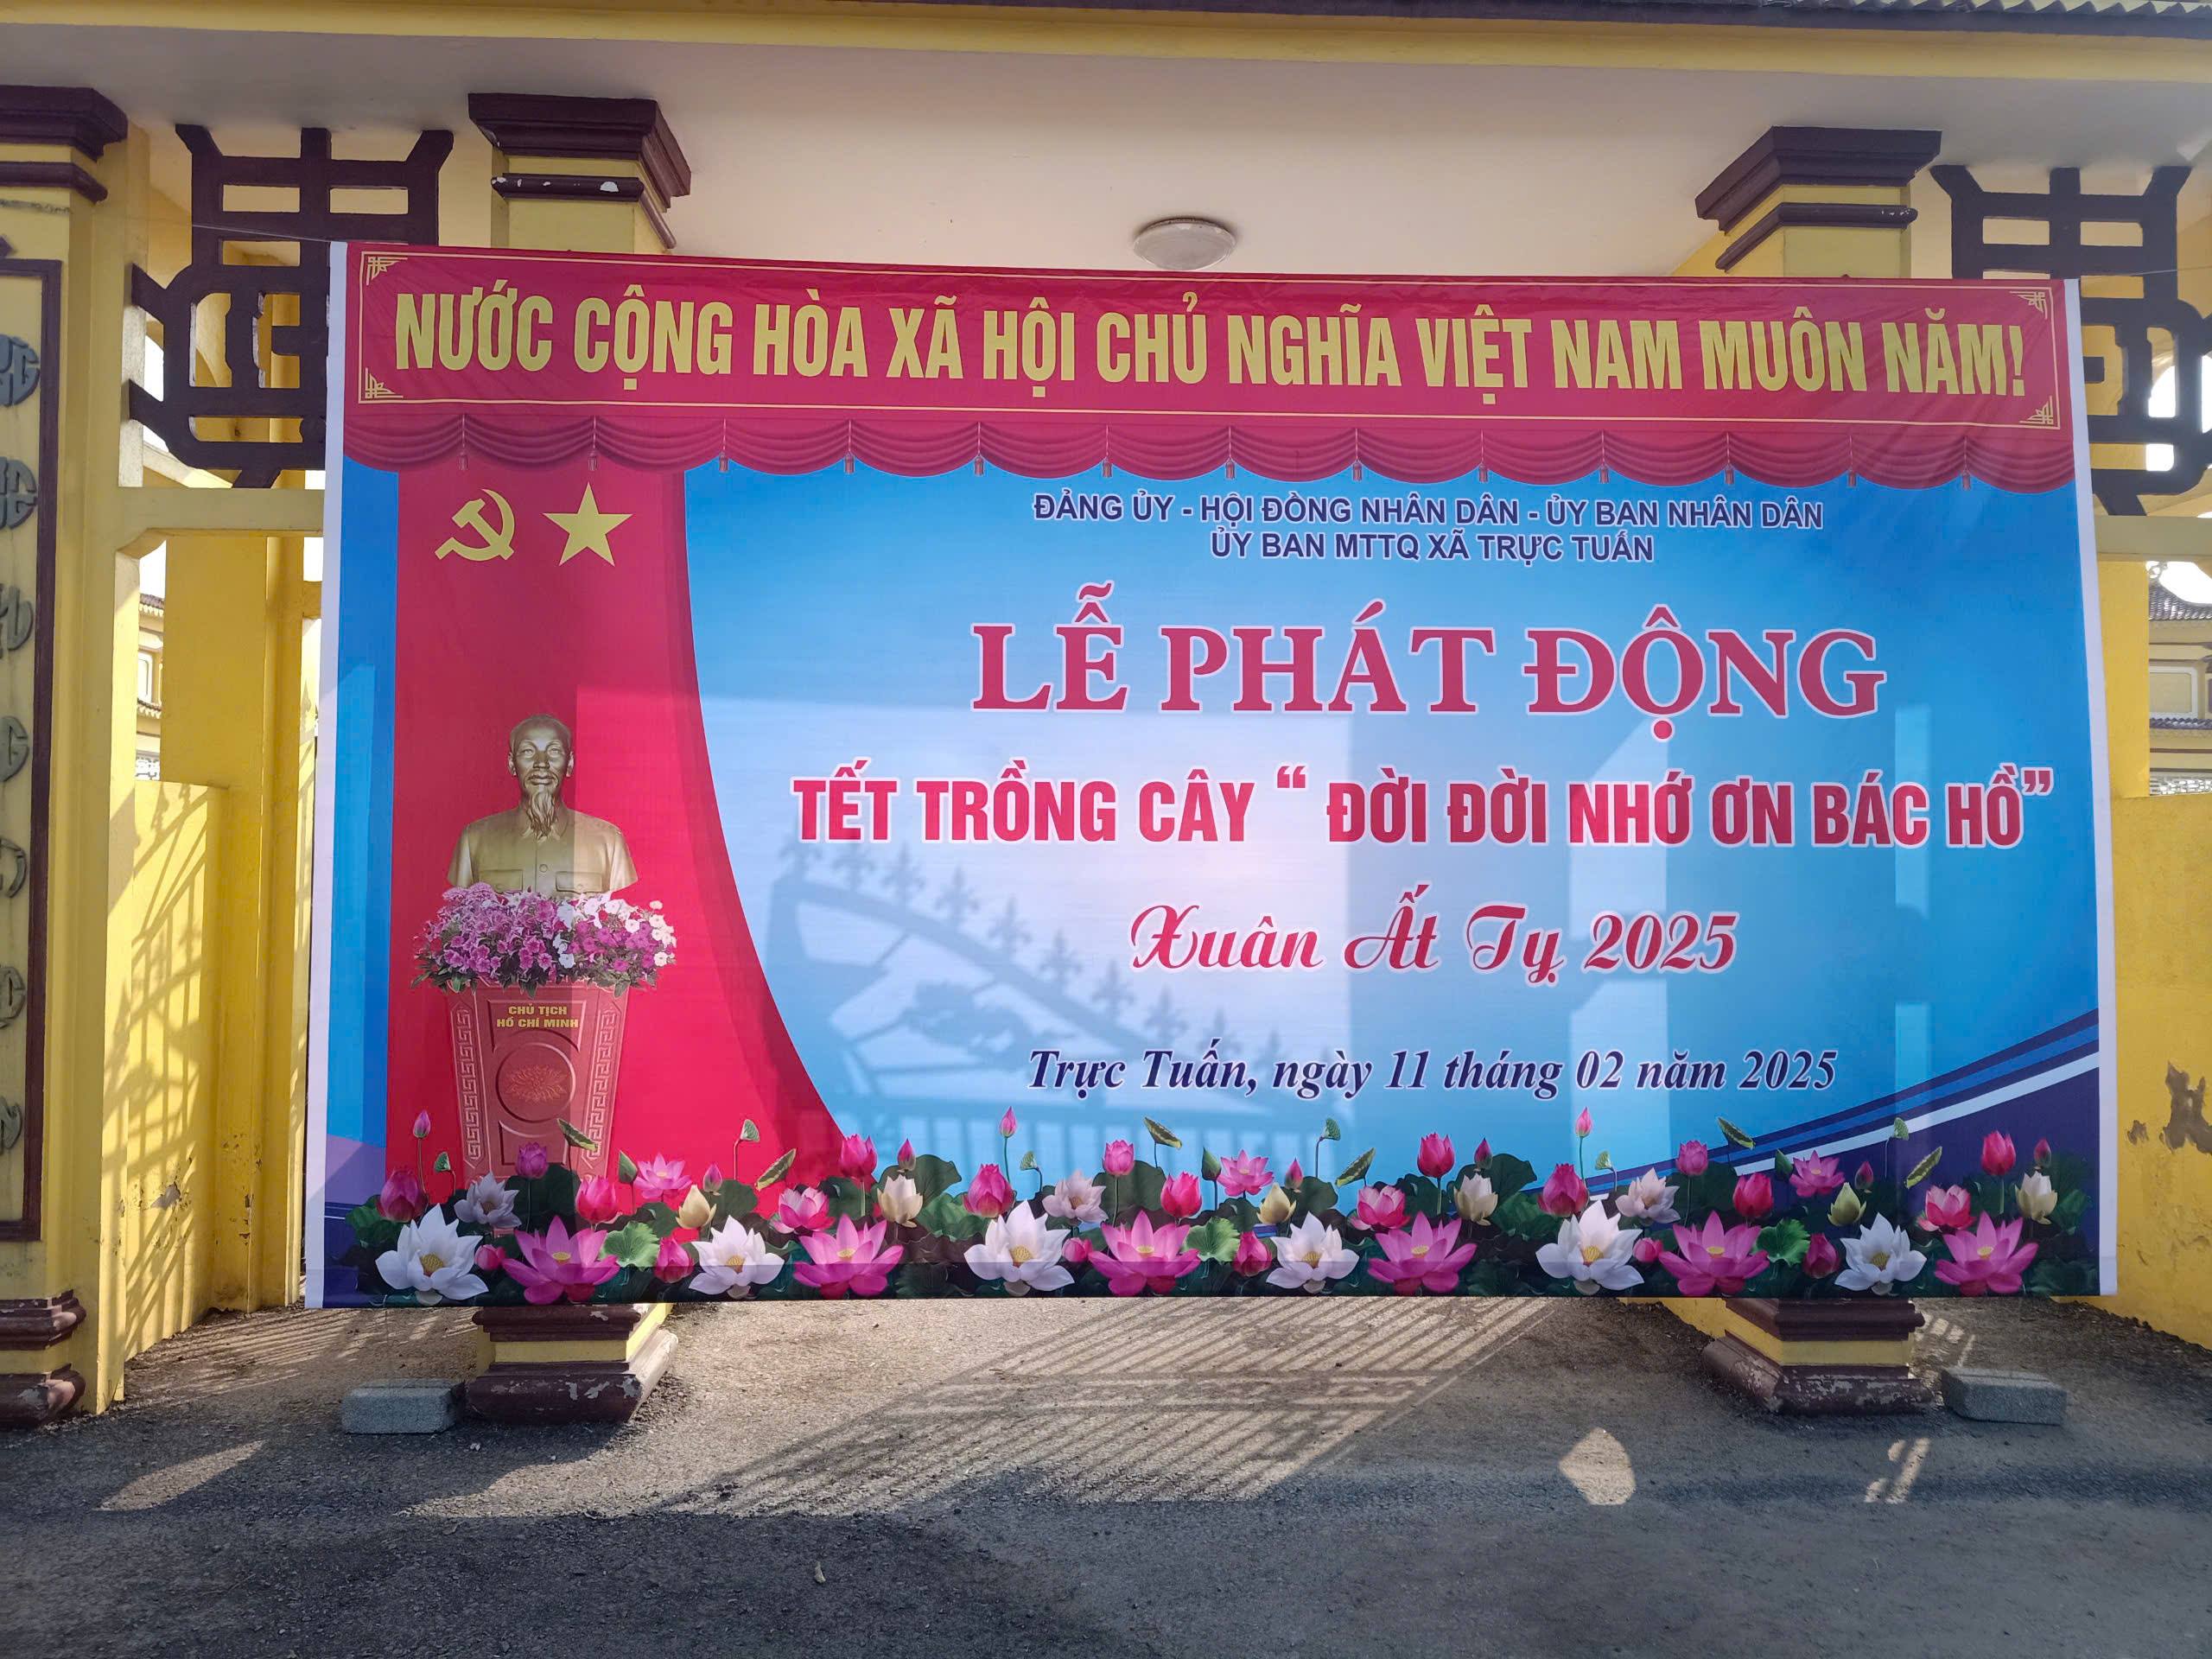 NƯỚC CỘNG HÒA XÃ HỘI CHỦ NGHĨA VIỆT NAM MUÔN NĂM!
ĐẢNG ỦY - HỘI ĐỒNG NHÂN DÂN - ỦY BAN NHÂN DÂN
ỦY BAN MTTQ XÃ TRỰC TUẤN
LỄ PHÁT ĐỘNG
TẾT TRỒNG CÂY “ ĐỜI ĐỜI NHỚ ƠN BÁC HỒ”
Xuân Ất Tỵ 2025
Trực Tuấn, ngày 11 tháng 02 năm 2025
CHỦ TỊCH
HỒ CHÍ MINH